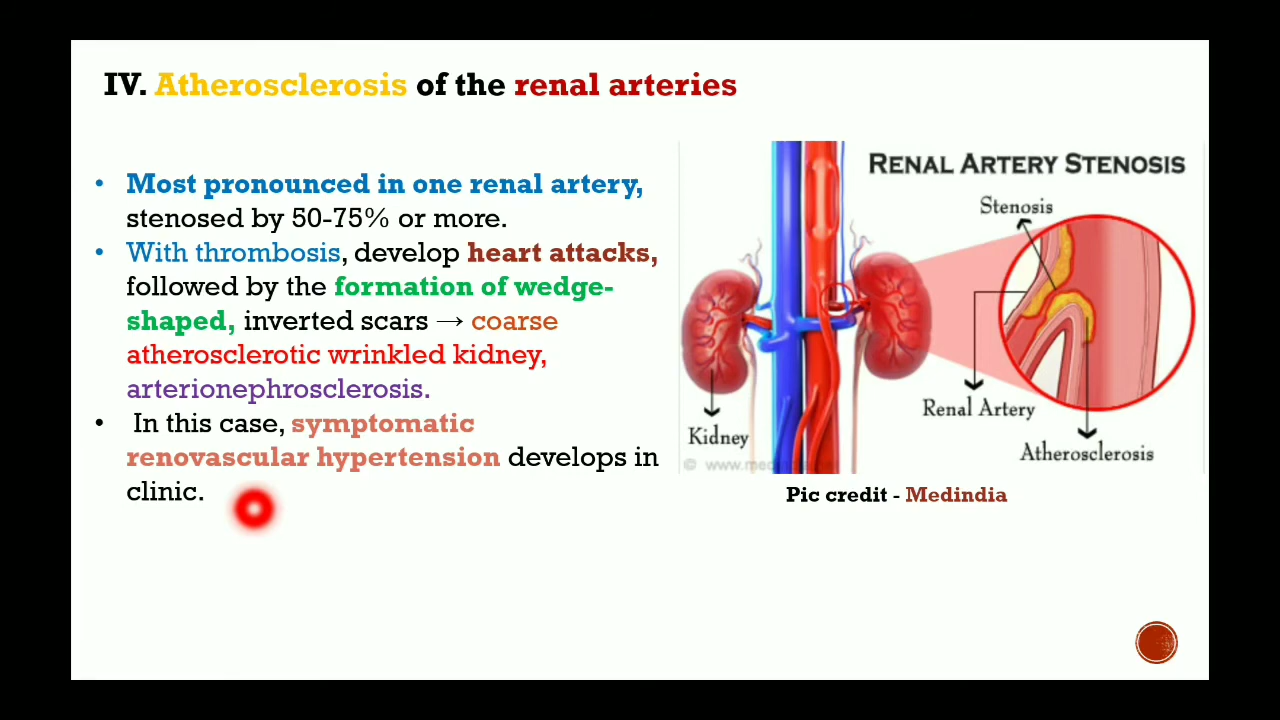 IV. Atherosclerosis of the renal arteries
• Most pronounced in one renal artery,
stenosed by 50-75% or more.
• With thrombosis, develop heart attacks,
followed by the formation of wedge-
shaped, inverted scars → coarse
atherosclerotic wrinkled kidney,
arterionephrosclerosis.
• In this case, symptomatic
renovascular hypertension develops in
clinic.
RENAL ARTERY STENOSIS
Stenosis
Renal Artery
Kidney
Atherosclerosis
©
Pic credit - Medindia